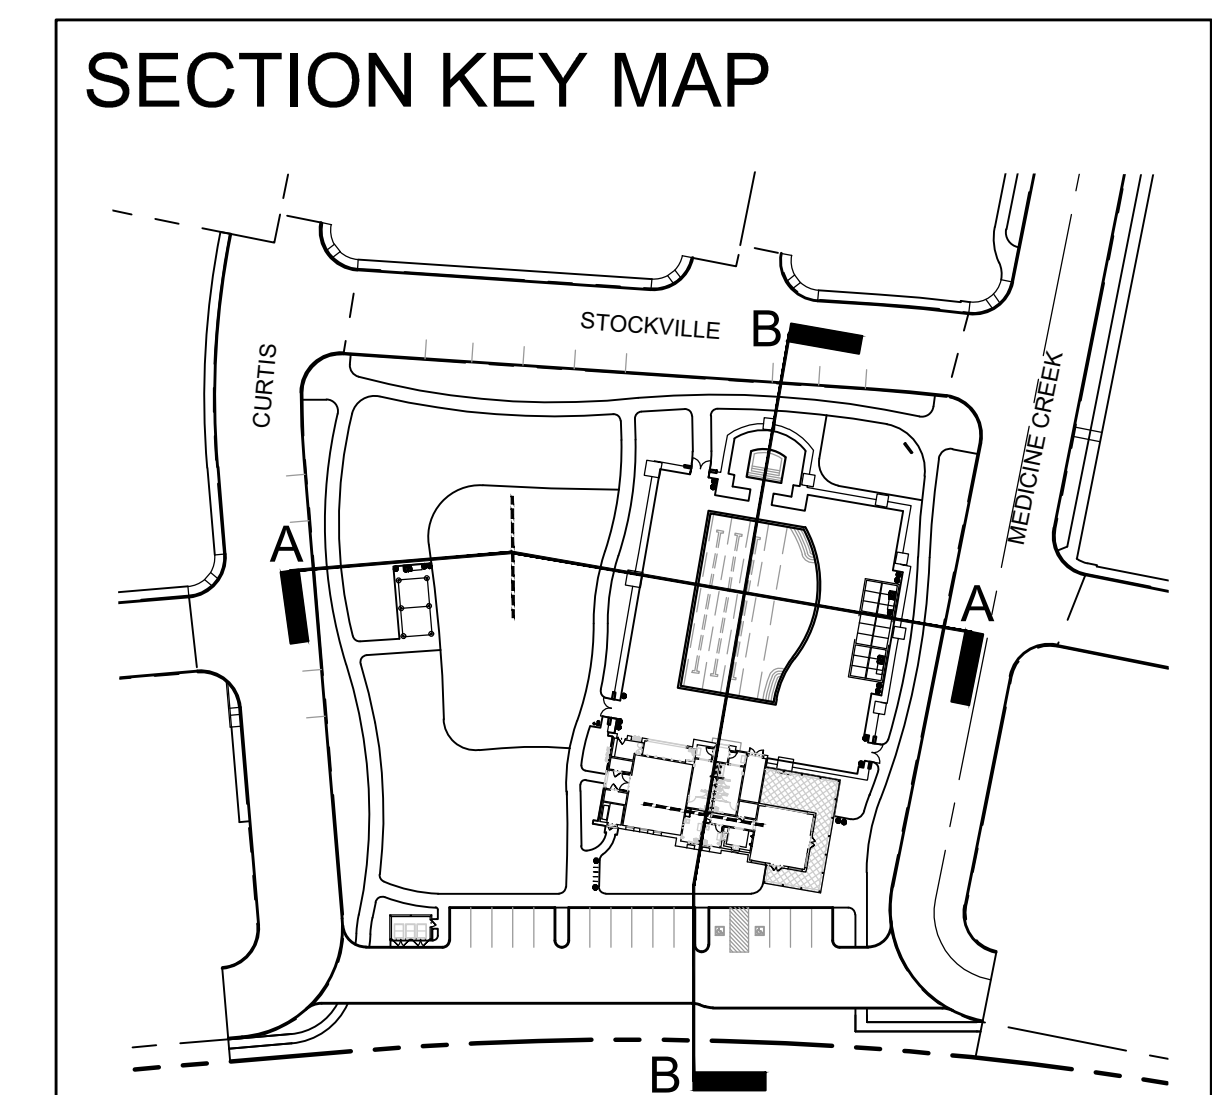 SECTION KEY MAP
STOCKVILLE
B
CURTIS
MEDICINE CREEK
A
A
B